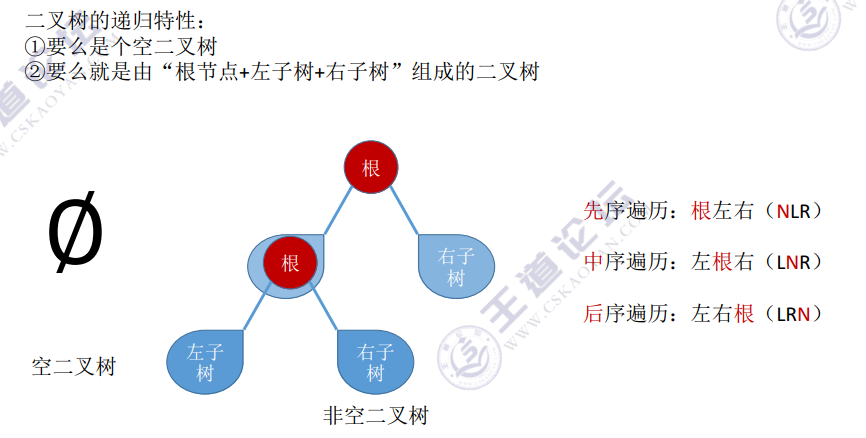 二叉树的递归特性：
①要么是个空二叉树
②要么就是由“根节点+左子树+右子树”组成的二叉树
根
∅
根
右子
树
先序遍历：根左右（NLR）
中序遍历：左根右（LNR）
后序遍历：左右根（LRN）
左子
树
右子
树
空二叉树
非空二叉树
王道论坛
WWW.CSKAOYAN.COM